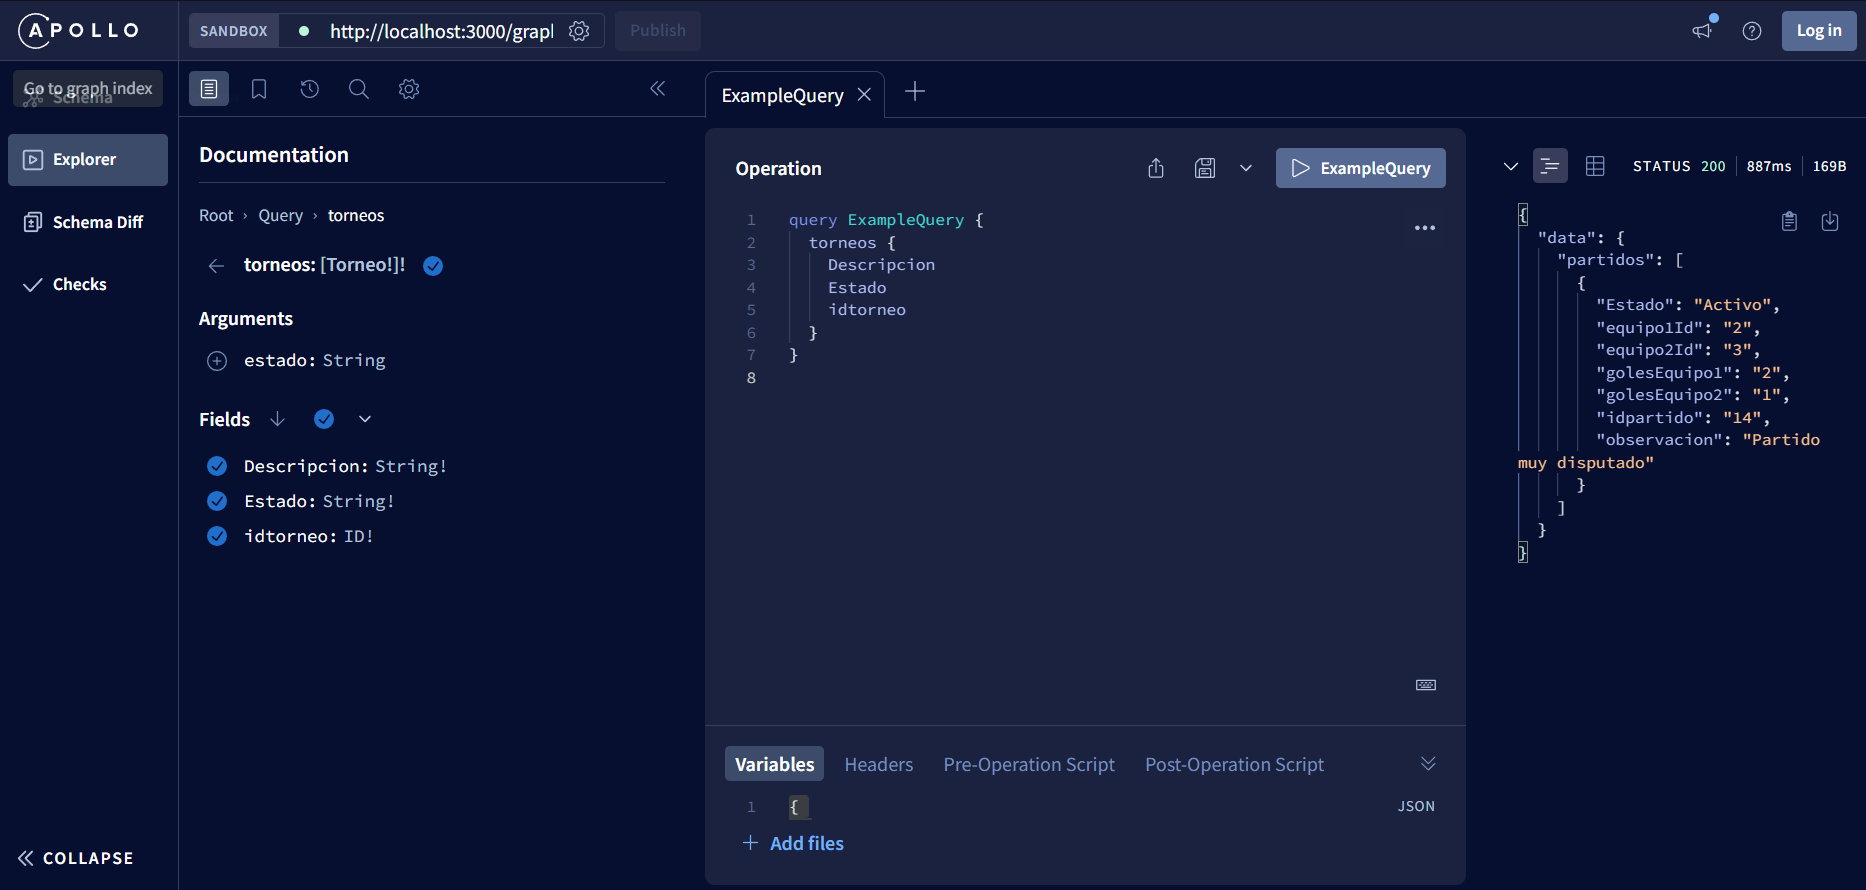 APOLLO
SANDBOX
http://localhost:3000/grapl
Publish
Log in
Go to graph index
Schema
Explorer
Schema Diff
Checks
COLLAPSE
Documentation
Root › Query › torneos
torneos: [Torneo!]!
Arguments
estado: String
Fields
Descripcion: String!
Estado: String!
idtorneo: ID!
ExampleQuery
Operation
ExampleQuery
1 query ExampleQuery {
2 torneos {
3 Descripcion
4 Estado
5 idtorneo
6 }
7 }
8
Variables Headers Pre-Operation Script Post-Operation Script
1 {
JSON
+ Add files
STATUS 200 887ms 169B
{
"data": {
"partidos": [
{
"Estado": "Activo",
"equipo1Id": "2",
"equipo2Id": "3",
"golesEquipo1": "2",
"golesEquipo2": "1",
"idpartido": "14",
"observacion": "Partido
muy disputado"
}
]
}
}